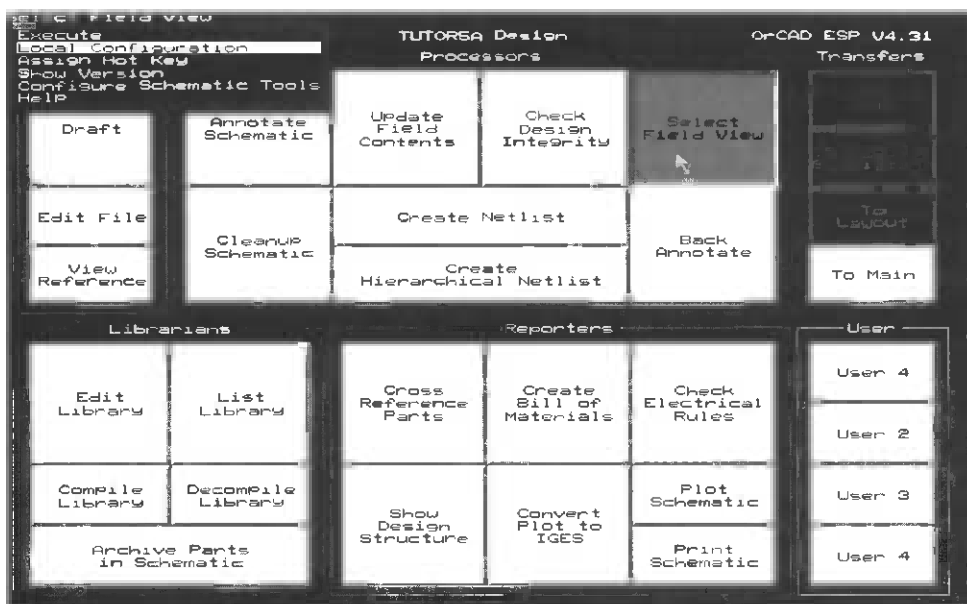 Select Field View
Execute
Local Configuration
Assign Hot Key
Show Version
Configure Schematic Tools
Help
TUTOR5A Design
OrCAD ESP V4.31
Processors
Transfers
Draft
Annotate
Schematic
Update
Field
Contents
Check
Design
Integrity
Select
Field View
Edit File
View
Reference
Cleanup
Schematic
Create Netlist
Create
Hierarchical Netlist
Back
Annotate
To
Layout
To Main
Librarians
Reporters
User
Edit
Library
List
Library
Compile
Library
Decompile
Library
Archive Parts
in Schematic
Cross
Reference
Parts
Create
Bill of
Materials
Check
Electrical
Rules
Show
Design
Structure
Convert
Plot to
IGES
Plot
Schematic
Print
Schematic
User 4
User 2
User 3
User 4